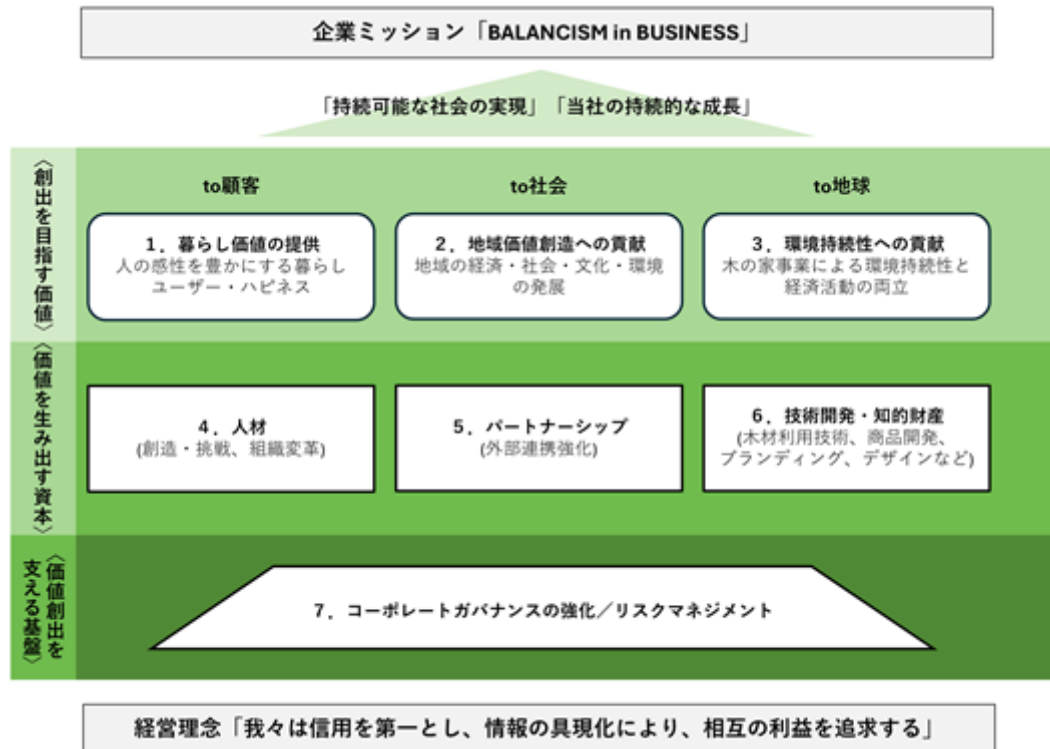 企業ミッション「BALANCISM in BUSINESS」
「持続可能な社会の実現」「当社の持続的な成長」
〈創出を目指す価値〉
to顧客
to社会
to地球
1．暮らし価値の提供
人の感性を豊かにする暮らし
ユーザー・ハピネス
2．地域価値創造への貢献
地域の経済・社会・文化・環境
の発展
3．環境持続性への貢献
木の家事業による環境持続性と
経済活動の両立
〈価値を生み出す資本〉
4．人材
(創造・挑戦、組織変革)
5．パートナーシップ
(外部連携強化)
6．技術開発・知的財産
(木材利用技術、商品開発、
ブランディング、デザインなど)
〈価値創出を
支える基盤〉
7．コーポレートガバナンスの強化／リスクマネジメント
経営理念「我々は信用を第一とし、情報の具現化により、相互の利益を追求する」